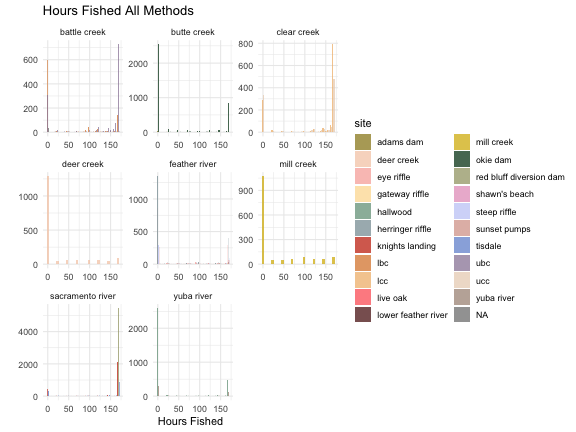 Hours Fished All Methods
battle creek
butte creek
clear creek
600
400
200
0
2000
1000
0
800
600
400
200
0
0 50 100 150
0 50 100 150
0 50 100 150
deer creek
feather river
mill creek
1000
500
0
1000
500
0
900
600
300
0
0 50 100 150
0 50 100 150
0 50 100 150
sacramento river
yuba river
4000
2000
0
2000
1000
0
0 50 100 150
0 50 100 150
Hours Fished
site
adams dam
deer creek
eye riffle
gateway riffle
hallwood
herringer riffle
knights landing
lbc
lcc
live oak
lower feather river
mill creek
okie dam
red bluff diversion dam
shawn's beach
steep riffle
sunset pumps
tisdale
ubc
ucc
yuba river
NA